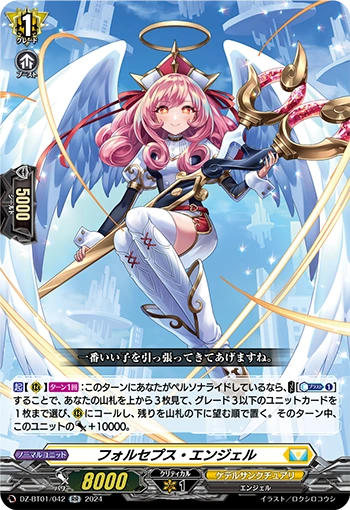 1
グレード
ブースト
5000
シールド
一番いい子を引っ張ってきてあげますね。
起【R】ターン1回：このターンにあなたがペルソナライドしているなら、【コスト】[CB1]
することで、あなたの山札を上から3枚見て、グレード3以下のユニットカードを
1枚まで選び、Rにコールし、残りを山札の下に望む順で置く。そのターン中、
このユニットの+10000。
ノーマルユニット
フォルセプス・エンジェル
パワー
8000
クリティカル
1
ケテルサンクチュアリ
エンジェル
D
DZ-BT01/042
RR
2024
イラスト/ロクシロコウシ